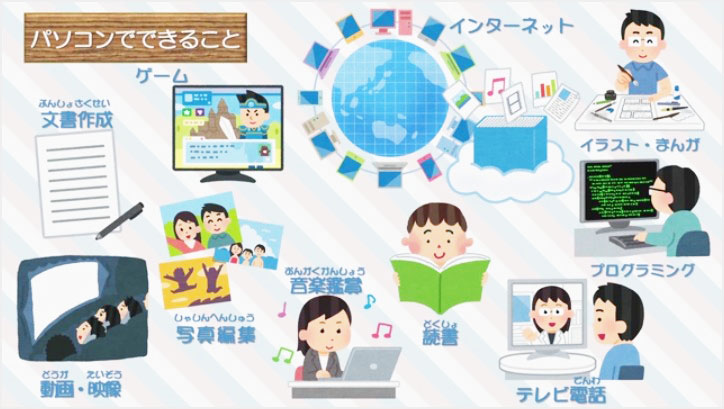 パソコンでできること
インターネット
ゲーム
ぶんしょさくせい
文書作成
イラスト・まんが
プログラミング
しゃしんへんしゅう
写真編集
おんがくかんしょう
音楽鑑賞
どくしょ
読書
どうが えいぞう
動画・映像
でんわ
テレビ電話